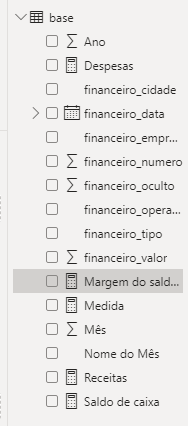 base
Ano
Despesas
financeiro_cidade
financeiro_data
financeiro_empr...
financeiro_numero
financeiro_oculto
financeiro_opera...
financeiro_tipo
financeiro_valor
Margem do sald...
Medida
Mês
Nome do Mês
Receitas
Saldo de caixa